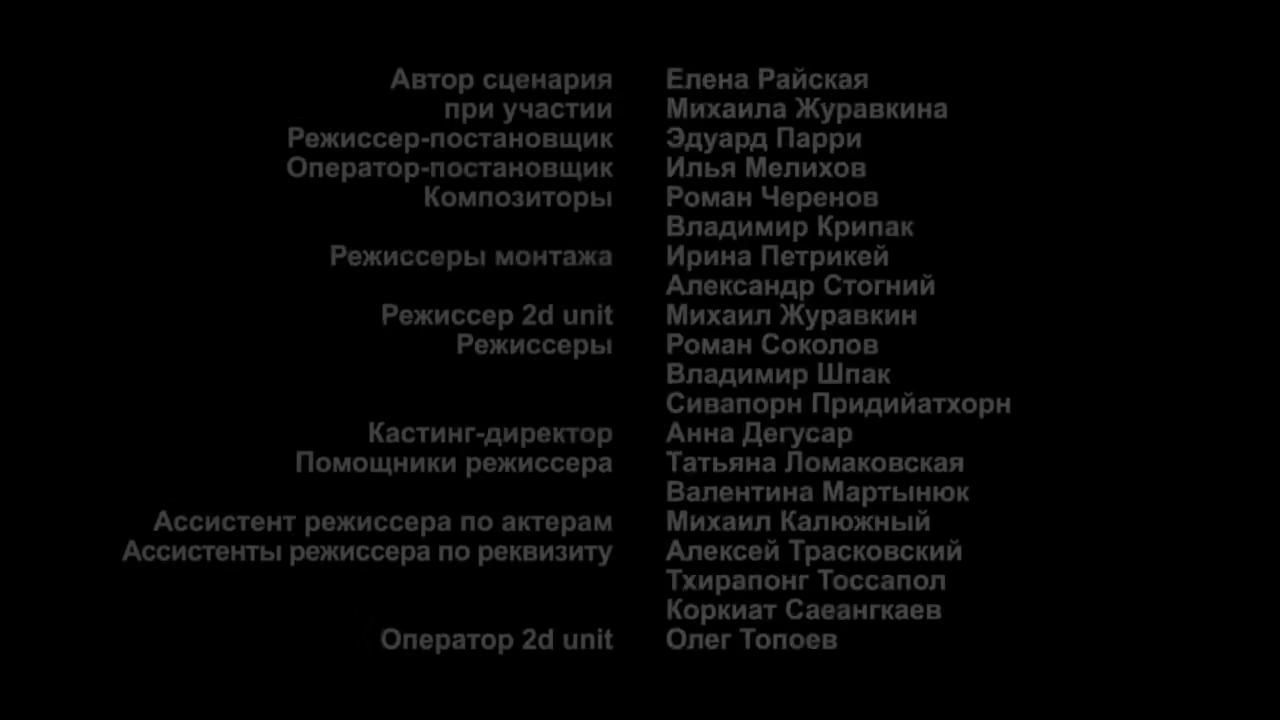 Автор сценария Елена Райская
при участии Михаила Журавкина
Режиссер-постановщик Эдуард Парри
Оператор-постановщик Илья Мелихов
Композиторы Роман Черенов
Владимир Крипак
Режиссеры монтажа Ирина Петрикей
Александр Стогний
Режиссер 2d unit Михаил Журавкин
Режиссеры Роман Соколов
Владимир Шпак
Сивапорн Придийатхорн
Кастинг-директор Анна Дегусар
Помощники режиссера Татьяна Ломаковская
Валентина Мартынюк
Ассистент режиссера по актерам Михаил Калюжный
Ассистенты режиссера по реквизиту Алексей Трасковский
Тхирапонг Тоссапол
Коркиат Саеангкаев
Оператор 2d unit Олег Топоев